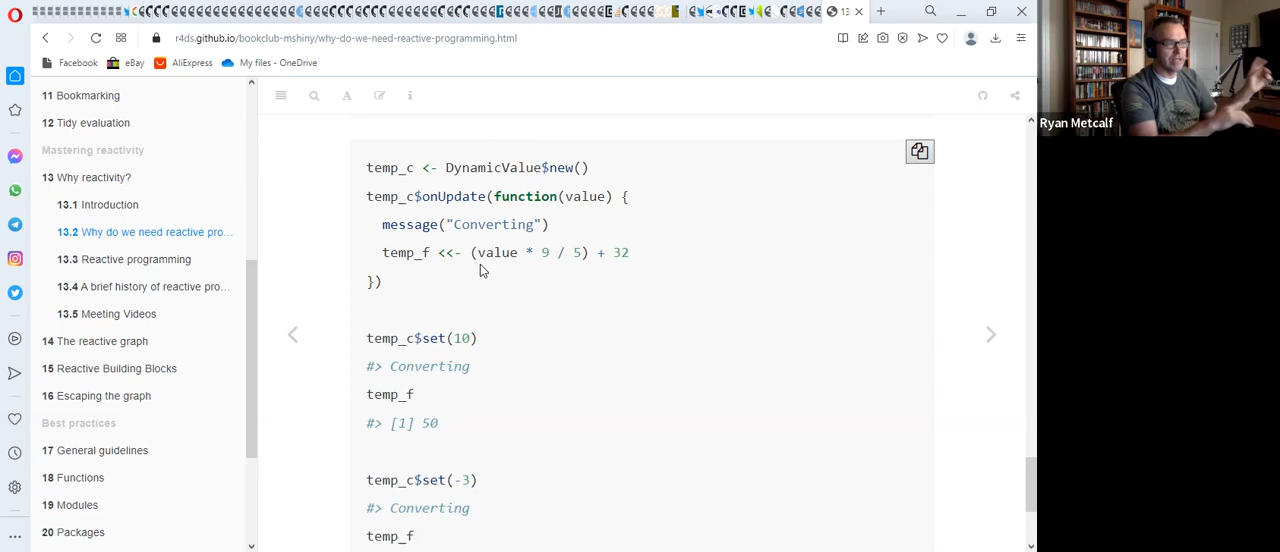 13
r4ds.github.io/bookclub-mshiny/why-do-we-need-reactive-programming.html
Facebook
eBay
AliExpress
My files - OneDrive
11 Bookmarking
12 Tidy evaluation
Mastering reactivity
13 Why reactivity?
13.1 Introduction
13.2 Why do we need reactive pro...
13.3 Reactive programming
13.4 A brief history of reactive pro...
13.5 Meeting Videos
14 The reactive graph
15 Reactive Building Blocks
16 Escaping the graph
Best practices
17 General guidelines
18 Functions
19 Modules
20 Packages
temp_c <- DynamicValue$new()
temp_c$onUpdate(function(value) {
message("Converting")
temp_f <<- (value * 9 / 5) + 32
})
temp_c$set(10)
#> Converting
temp_f
#> [1] 50
temp_c$set(-3)
#> Converting
temp_f
Ryan Metcalf